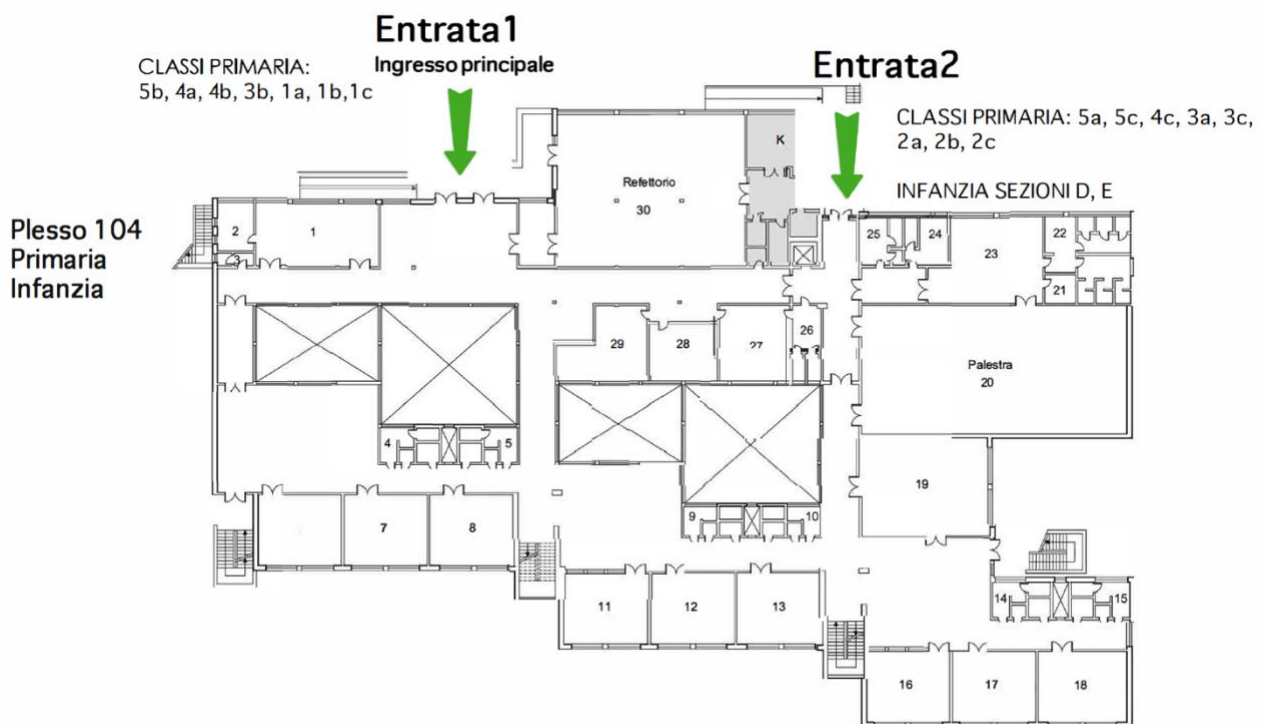 Entrata1
Ingresso principale
CLASSI PRIMARIA:
5b, 4a, 4b, 3b, 1a, 1b,1c
Entrata2
CLASSI PRIMARIA: 5a, 5c, 4c, 3a, 3c,
2a, 2b, 2c
INFANZIA SEZIONI D, E
Plesso 104
Primaria
Infanzia
K
Refettorio
30
2
1
3
25
24
23
22
21
29
28
27
26
Palestra
20
4
5
19
7
8
9
10
11
12
13
14
15
16
17
18